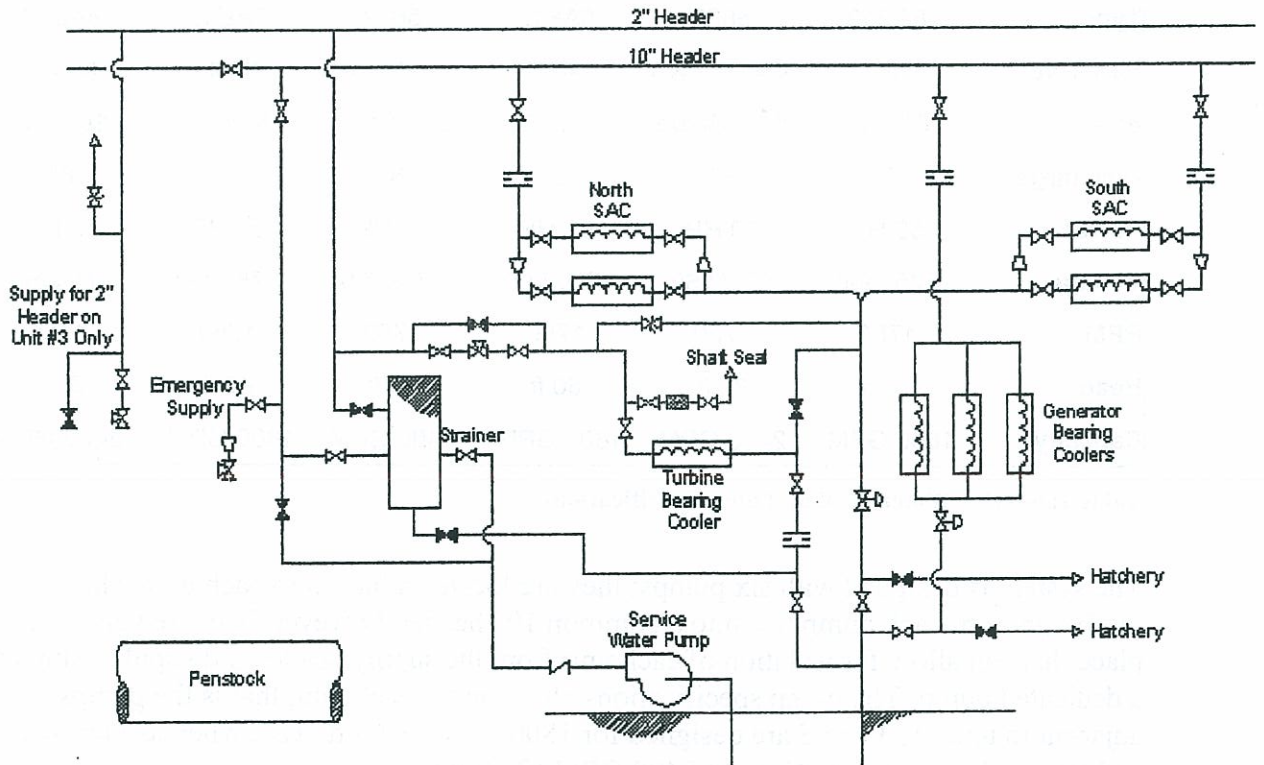 2" Header
10" Header
North
SAC
South
SAC
Supply for 2"
Header on
Unit #3 Only
Emergency
Supply
Shaft Seal
Strainer
Turbine
Bearing
Cooler
Generator
Bearing
Coolers
Hatchery
Hatchery
Service
Water Pump
Penstock